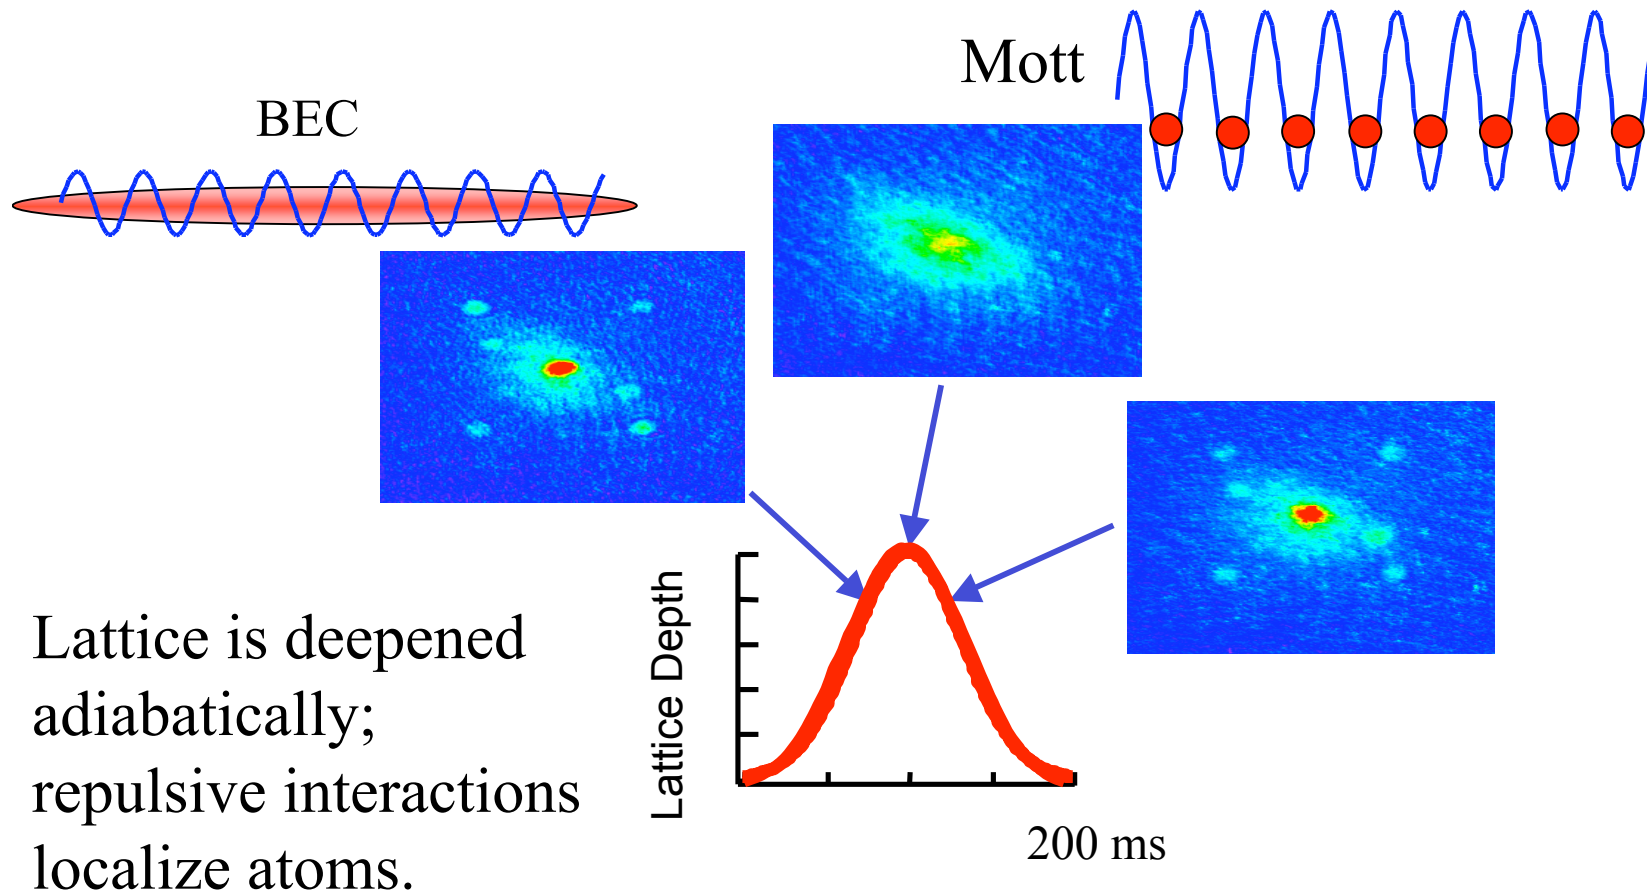 Mott
BEC
Lattice Depth
200 ms
Lattice is deepened
adiabatically;
repulsive interactions
localize atoms.